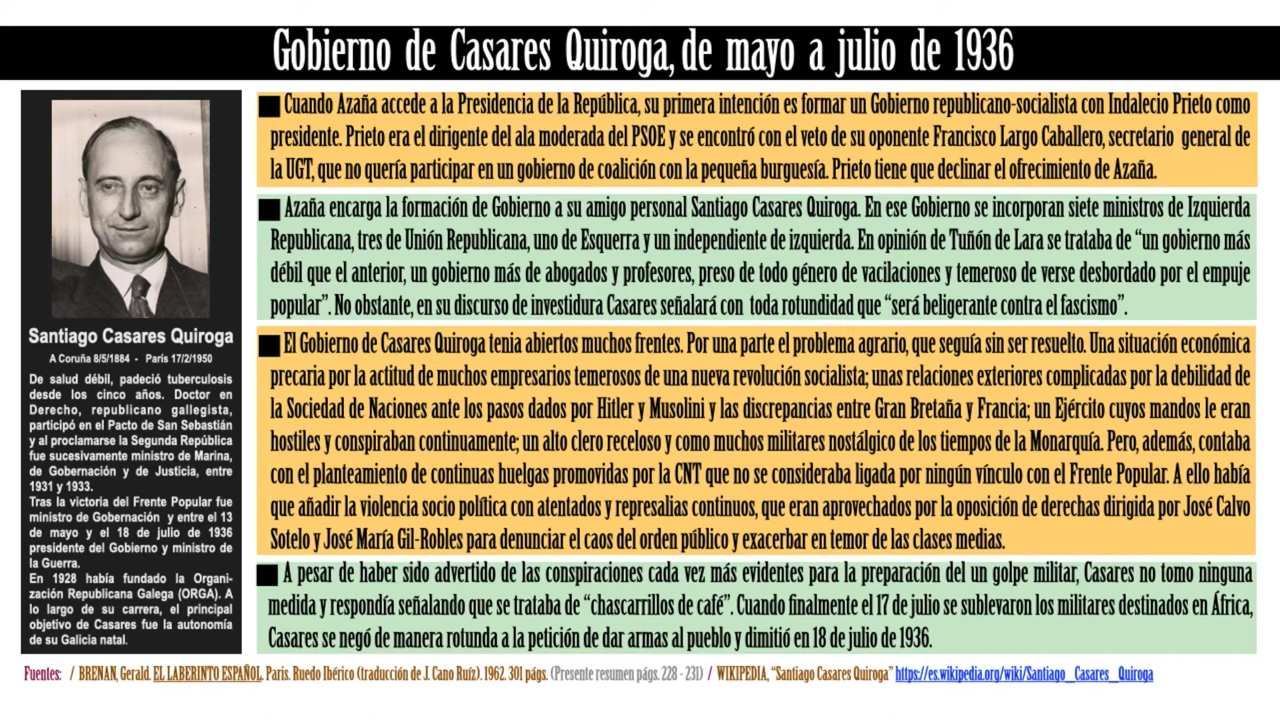 Gobierno de Casares Quiroga, de mayo a julio de 1936
Santiago Casares Quiroga
A Coruña 8/5/1884 - París 17/2/1950
De salud débil, padeció tuberculosis
desde los cinco años. Doctor en
Derecho, republicano gallegista,
participó en el Pacto de San Sebastián
y al proclamarse la Segunda República
fue sucesivamente ministro de Marina,
de Gobernación y de Justicia, entre
1931 y 1933.
Tras la victoria del Frente Popular fue
ministro de Gobernación y entre el 13
de mayo y el 18 de julio de 1936
presidente del Gobierno y ministro de
la Guerra.
En 1928 había fundado la Organi-
zación Republicana Galega (ORGA). A
lo largo de su carrera, el principal
objetivo de Casares fue la autonomía
de su Galicia natal.
Cuando Azaña accede a la Presidencia de la República, su primera intención es formar un Gobierno republicano-socialista con Indalecio Prieto como
presidente. Prieto era el dirigente del ala moderada del PSOE y se encontró con el veto de su oponente Francisco Largo Caballero, secretario general de
la UGT, que no quería participar en un gobierno de coalición con la pequeña burguesía. Prieto tiene que declinar el ofrecimiento de Azaña.
Azaña encarga la formación de Gobierno a su amigo personal Santiago Casares Quiroga. En ese Gobierno se incorporan siete ministros de Izquierda
Republicana, tres de Unión Republicana, uno de Esquerra y un independiente de izquierda. En opinión de Tuñón de Lara se trataba de “un gobierno más
débil que el anterior, un gobierno más de abogados y profesores, preso de todo género de vacilaciones y temeroso de verse desbordado por el empuje
popular”. No obstante, en su discurso de investidura Casares señalará con toda rotundidad que “será beligerante contra el fascismo”.
El Gobierno de Casares Quiroga tenia abiertos muchos frentes. Por una parte el problema agrario, que seguía sin ser resuelto. Una situación económica
precaria por la actitud de muchos empresarios temerosos de una nueva revolución socialista; unas relaciones exteriores complicadas por la debilidad de
la Sociedad de Naciones ante los pasos dados por Hitler y Musolini y las discrepancias entre Gran Bretaña y Francia; un Ejército cuyos mandos le eran
hostiles y conspiraban continuamente; un alto clero receloso y como muchos militares nostálgico de los tiempos de la Monarquía. Pero, además, contaba
con el planteamiento de continuas huelgas promovidas por la CNT que no se consideraba ligada por ningún vínculo con el Frente Popular. A ello había
que añadir la violencia socio política con atentados y represalias continuos, que eran aprovechados por la oposición de derechas dirigida por José Calvo
Sotelo y José María Gil-Robles para denunciar el caos del orden público y exacerbar en temor de las clases medias.
A pesar de haber sido advertido de las conspiraciones cada vez más evidentes para la preparación del un golpe militar, Casares no tomo ninguna
medida y respondía señalando que se trataba de “chascarrillos de café”. Cuando finalmente el 17 de julio se sublevaron los militares destinados en África,
Casares se negó de manera rotunda a la petición de dar armas al pueblo y dimitió en 18 de julio de 1936.
Fuentes: / BRENAN, Gerald. EL LABERINTO ESPAÑOL. Paris. Ruedo Ibérico (traducción de J. Cano Ruíz). 1962. 301 págs. (Presente resumen págs. 228 - 231) / WIKIPEDIA, “Santiago Casares Quiroga” https://es.wikipedia.org/wiki/Santiago_Casares_Quiroga